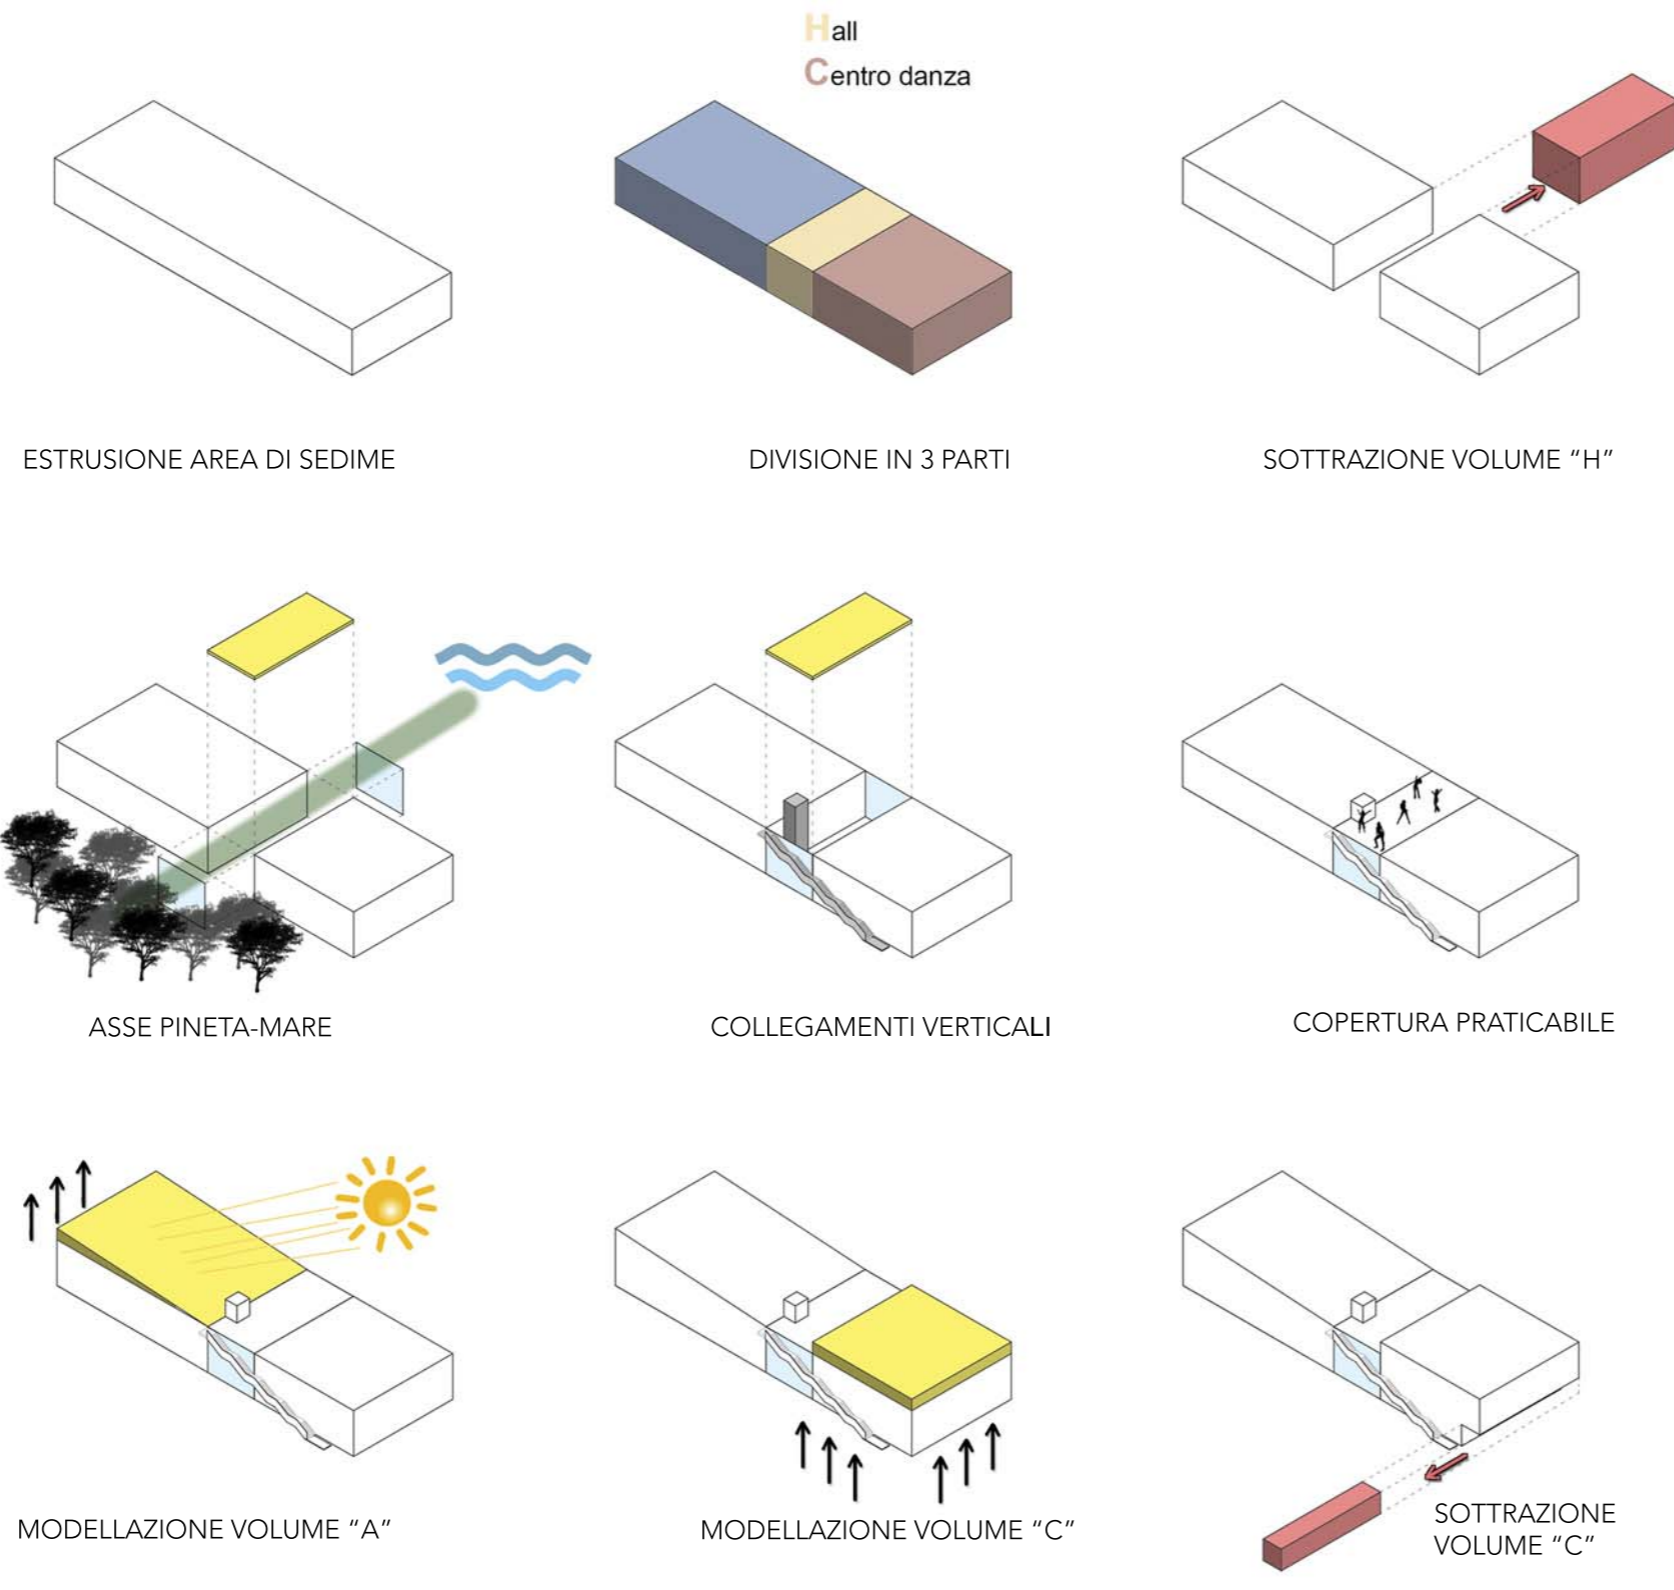 Hall
Centro danza
ESTRUSIONE AREA DI SEDIME
DIVISIONE IN 3 PARTI
SOTTRAZIONE VOLUME “H”
ASSE PINETA-MARE
COLLEGAMENTI VERTICALI
COPERTURA PRATICABILE
MODELLAZIONE VOLUME “A”
MODELLAZIONE VOLUME “C”
SOTTRAZIONE
VOLUME “C”